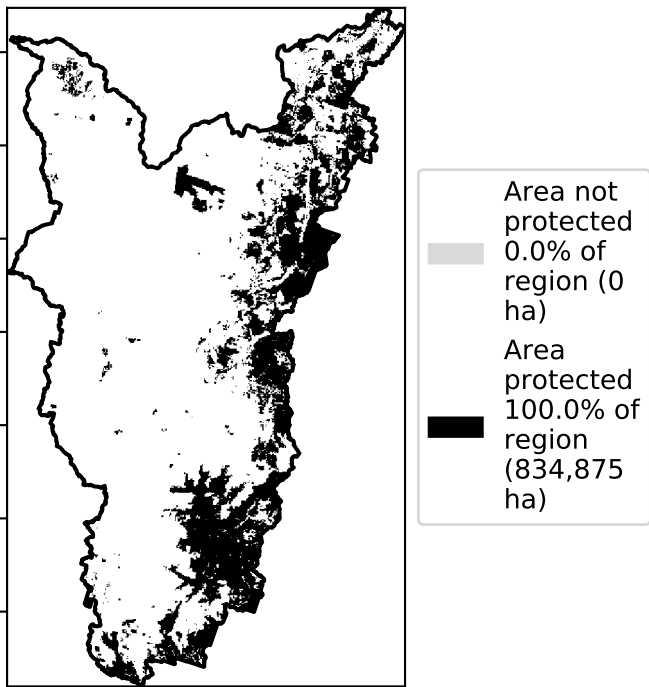 Area not
protected
0.0% of
region (0
ha)
Area
protected
100.0% of
region
(834,875
ha)